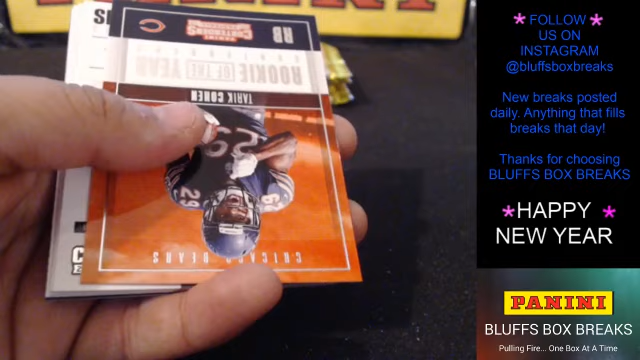 RB
ROOKIE OF THE YEAR
TARIK COHEN
29
29
CHICAGO BEARS
FOLLOW
US ON
INSTAGRAM
@bluffsboxbreaks
New breaks posted
daily. Anything that fills
breaks that day!
Thanks for choosing
BLUFFS BOX BREAKS
HAPPY
NEW YEAR
PANINI
BLUFFS BOX BREAKS
Pulling Fire... One Box At A Time